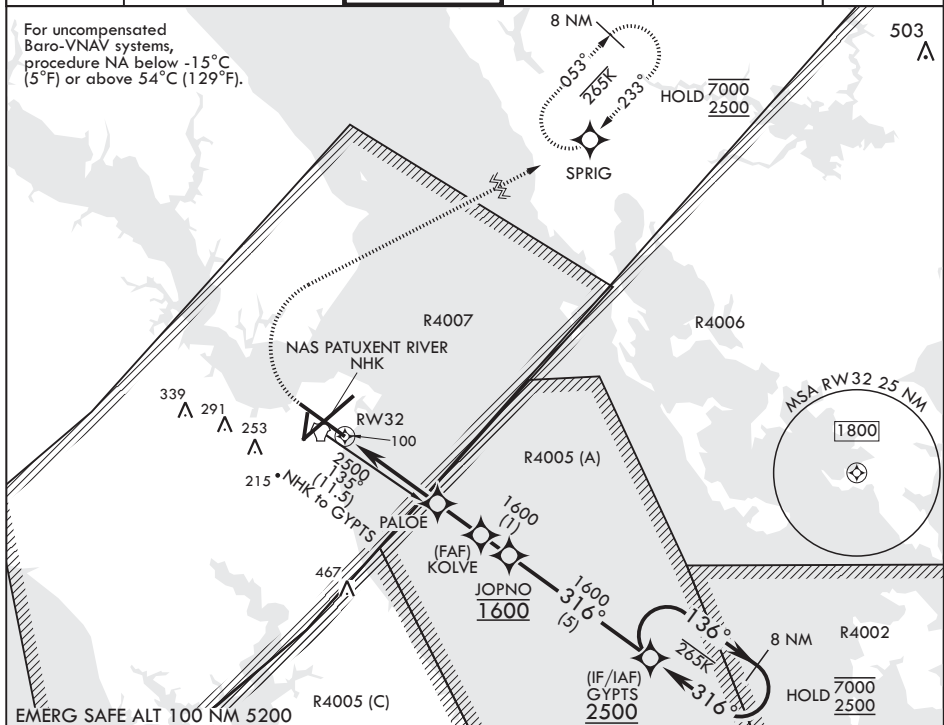 For uncompensated
Baro-VNAV systems,
procedure NA below -15°C
(5°F) or above 54°C (129°F).
8 NM
503
053°
265K
233°
HOLD 7000
2500
SPRIG
R4007
R4006
NAS PATUXENT RIVER
NHK
MSA RW32 25 NM
1800
339
291
253
RW32
100
215
2500
135°
(11.5)
NHK to GYPTS
R4005 (A)
PALOE
1600
(1)
(FAF)
KOLVE
JOPNO
1600
467
1600
316°
(5)
136°
265K
316°
8 NM
R4002
(IF/IAF)
GYPTS
2500
HOLD 7000
2500
R4005 (C)
EMERG SAFE ALT 100 NM 5200